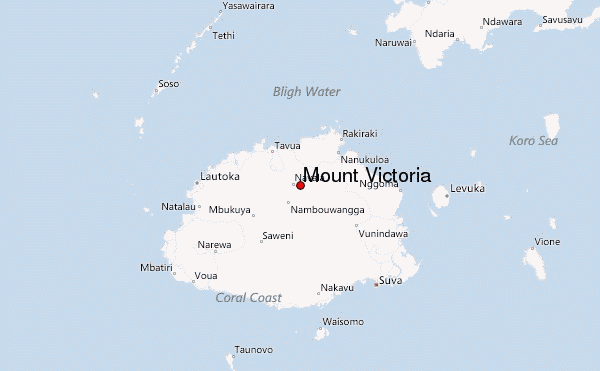 Yasawairara
Savusavu
Ndawara
Tethi
Ndaria
Naruwai
Soso
Bligh Water
Rakiraki
Koro Sea
Tavua
Nanukuloa
Mount Victoria
Lautoka
Nggoma
Levuka
Natalau
Mbukuya
Nambouwangga
Vunindawa
Saweni
Narewa
Vione
Mbatiri
Voua
Suva
Nakavu
Coral Coast
Waisomo
Taunovo